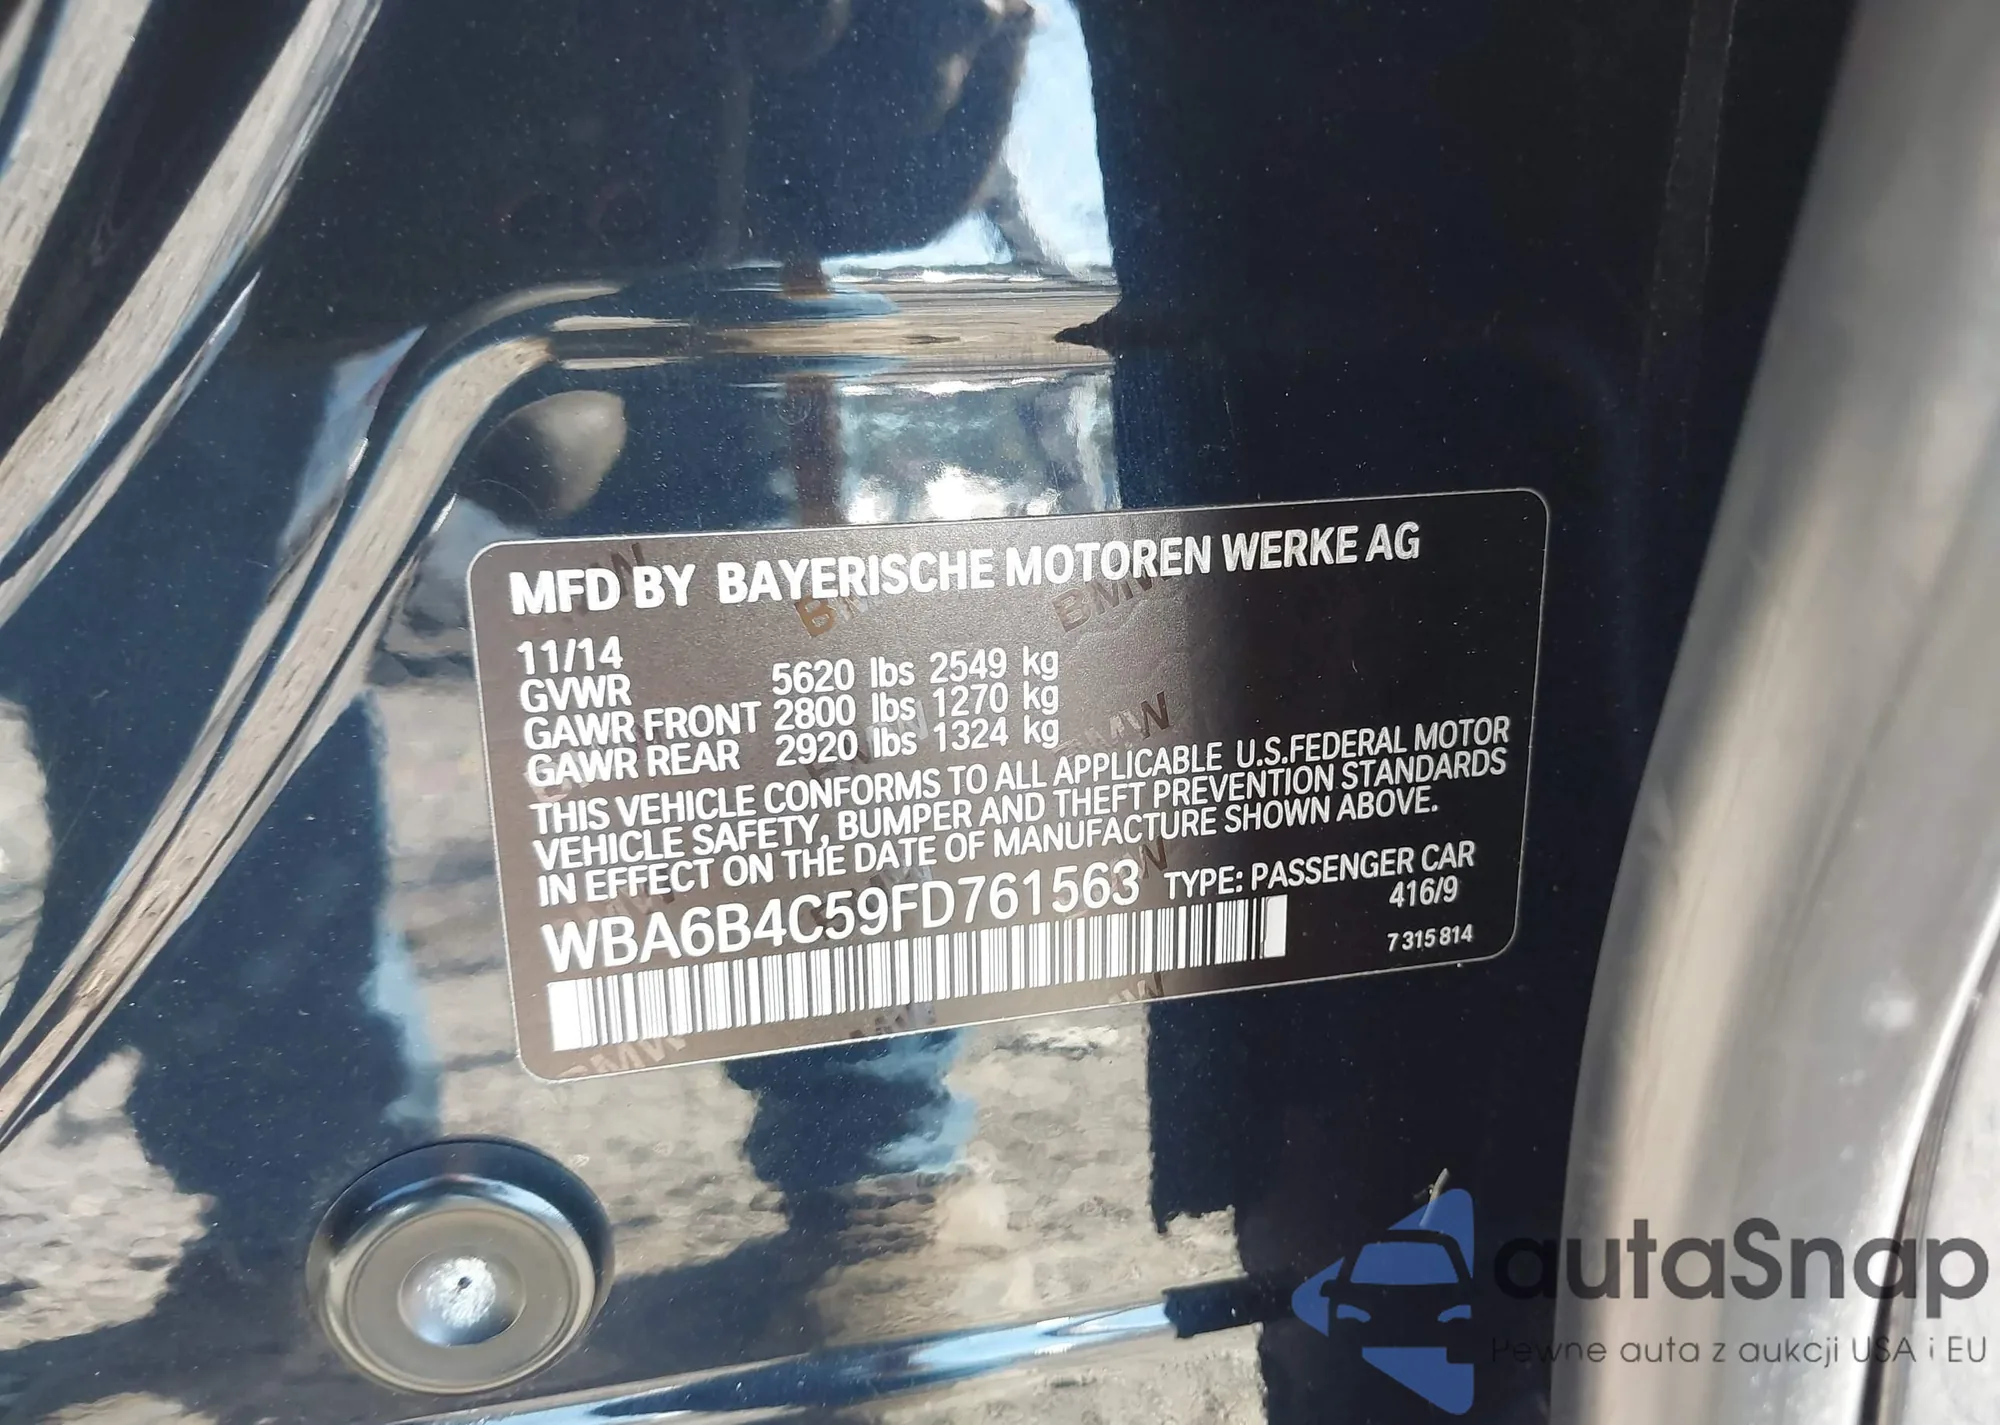 MFD BY BAYERISCHE MOTOREN WERKE AG
11/14
GVWR 5620 lbs 2549 kg
GAWR FRONT 2800 lbs 1270 kg
GAWR REAR 2920 lbs 1324 kg
THIS VEHICLE CONFORMS TO ALL APPLICABLE U.S.FEDERAL MOTOR
VEHICLE SAFETY, BUMPER AND THEFT PREVENTION STANDARDS
IN EFFECT ON THE DATE OF MANUFACTURE SHOWN ABOVE.
WBA6B4C59FD761563 TYPE: PASSENGER CAR
416/9
7 315 814
autaSnap
Pewne auta z aukcji USA i EU